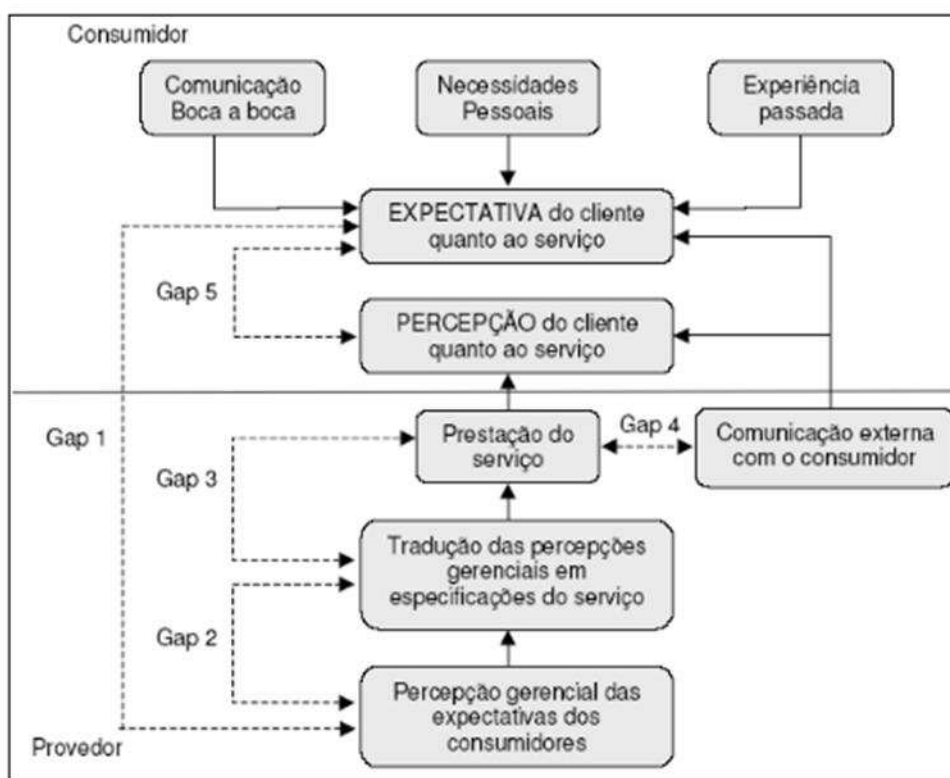 Consumidor
Comunicação
Boca a boca
Necessidades
Pessoais
Experiência
passada
EXPECTATIVA do cliente
quanto ao serviço
Gap 5
PERCEPÇÃO do cliente
quanto ao serviço
Gap 1
Prestação do
serviço
Gap 4
Comunicação externa
com o consumidor
Gap 3
Tradução das percepções
gerenciais em
especificações do serviço
Gap 2
Percepção gerencial das
expectativas dos
consumidores
Provedor